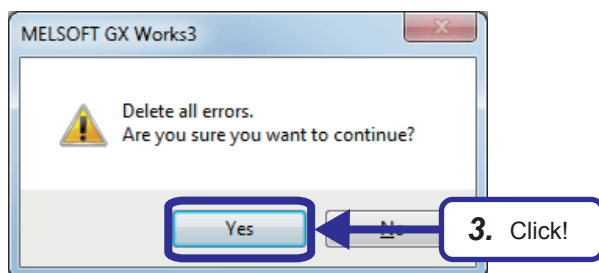 MELSOFT GX Works3
Delete all errors.
Are you sure you want to continue?
Yes
3. Click!